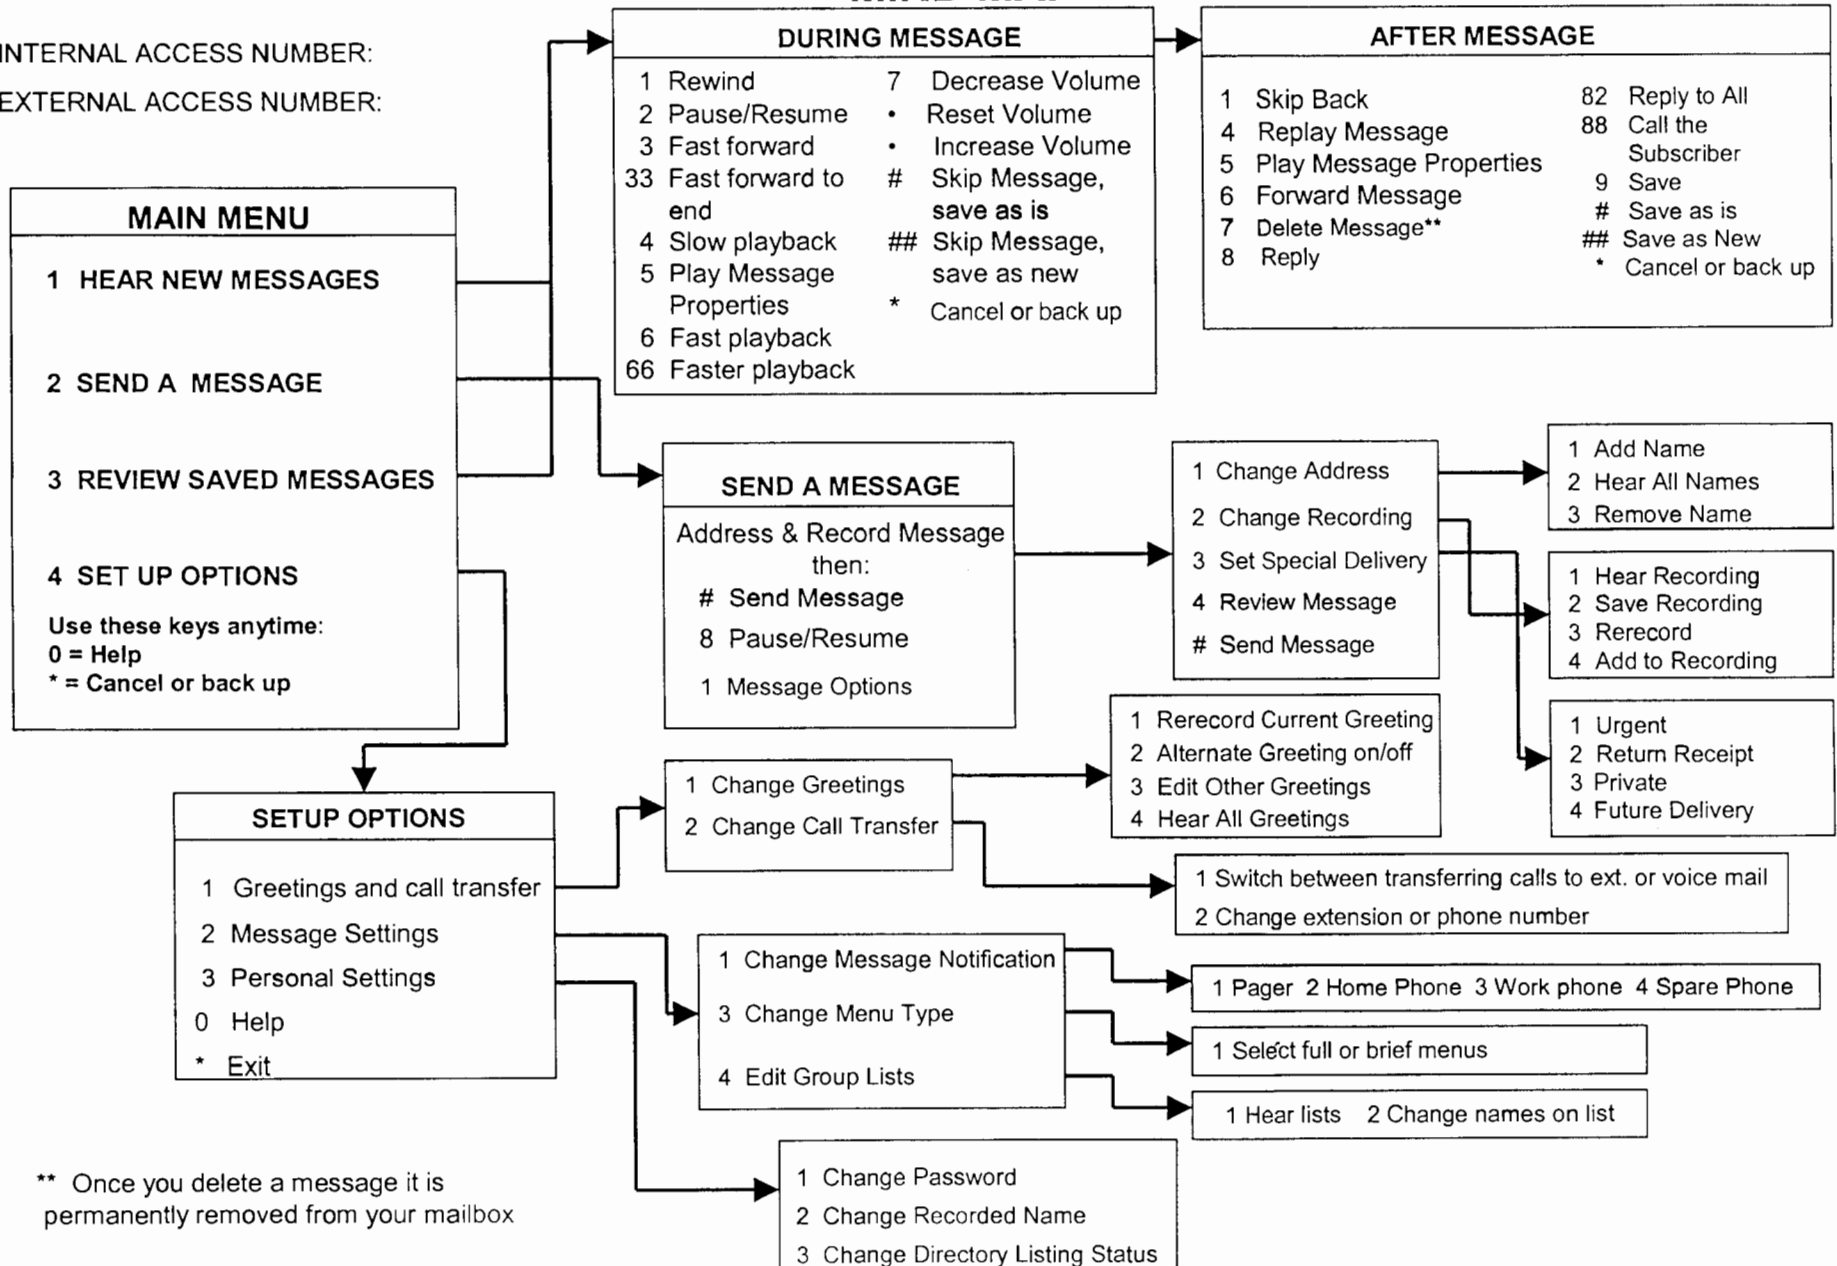 INTERNAL ACCESS NUMBER:
EXTERNAL ACCESS NUMBER:
MAIN MENU
1 HEAR NEW MESSAGES
2 SEND A MESSAGE
3 REVIEW SAVED MESSAGES
4 SET UP OPTIONS
Use these keys anytime:
0 = Help
* = Cancel or back up
DURING MESSAGE
1 Rewind
2 Pause/Resume
3 Fast forward
33 Fast forward to
end
4 Slow playback
5 Play Message
Properties
6 Fast playback
66 Faster playback
7 Decrease Volume
• Reset Volume
• Increase Volume
# Skip Message,
save as is
## Skip Message,
save as new
* Cancel or back up
AFTER MESSAGE
1 Skip Back
4 Replay Message
5 Play Message Properties
6 Forward Message
7 Delete Message**
8 Reply
82 Reply to All
88 Call the
Subscriber
9 Save
# Save as is
## Save as New
* Cancel or back up
SEND A MESSAGE
Address & Record Message
then:
# Send Message
8 Pause/Resume
1 Message Options
1 Change Address
2 Change Recording
3 Set Special Delivery
4 Review Message
# Send Message
1 Add Name
2 Hear All Names
3 Remove Name
1 Hear Recording
2 Save Recording
3 Rerecord
4 Add to Recording
1 Urgent
2 Return Receipt
3 Private
4 Future Delivery
SETUP OPTIONS
1 Greetings and call transfer
2 Message Settings
3 Personal Settings
0 Help
* Exit
1 Change Greetings
2 Change Call Transfer
1 Rerecord Current Greeting
2 Alternate Greeting on/off
3 Edit Other Greetings
4 Hear All Greetings
1 Switch between transferring calls to ext. or voice mail
2 Change extension or phone number
1 Change Message Notification
3 Change Menu Type
4 Edit Group Lists
1 Pager 2 Home Phone 3 Work phone 4 Spare Phone
1 Select full or brief menus
1 Hear lists 2 Change names on list
1 Change Password
2 Change Recorded Name
3 Change Directory Listing Status
** Once you delete a message it is
permanently removed from your mailbox